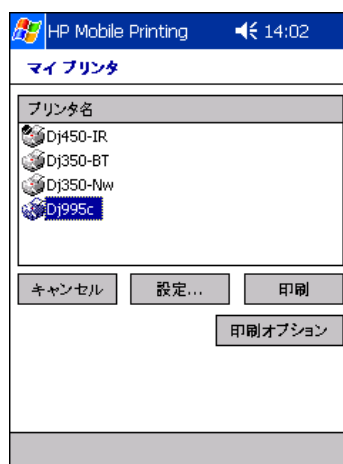 HP Mobile Printing 14:02
マイ プリンタ
プリンタ名
Dj450-IR
Dj350-BT
Dj350-Nw
Dj995c
キャンセル 設定... 印刷
印刷オプション